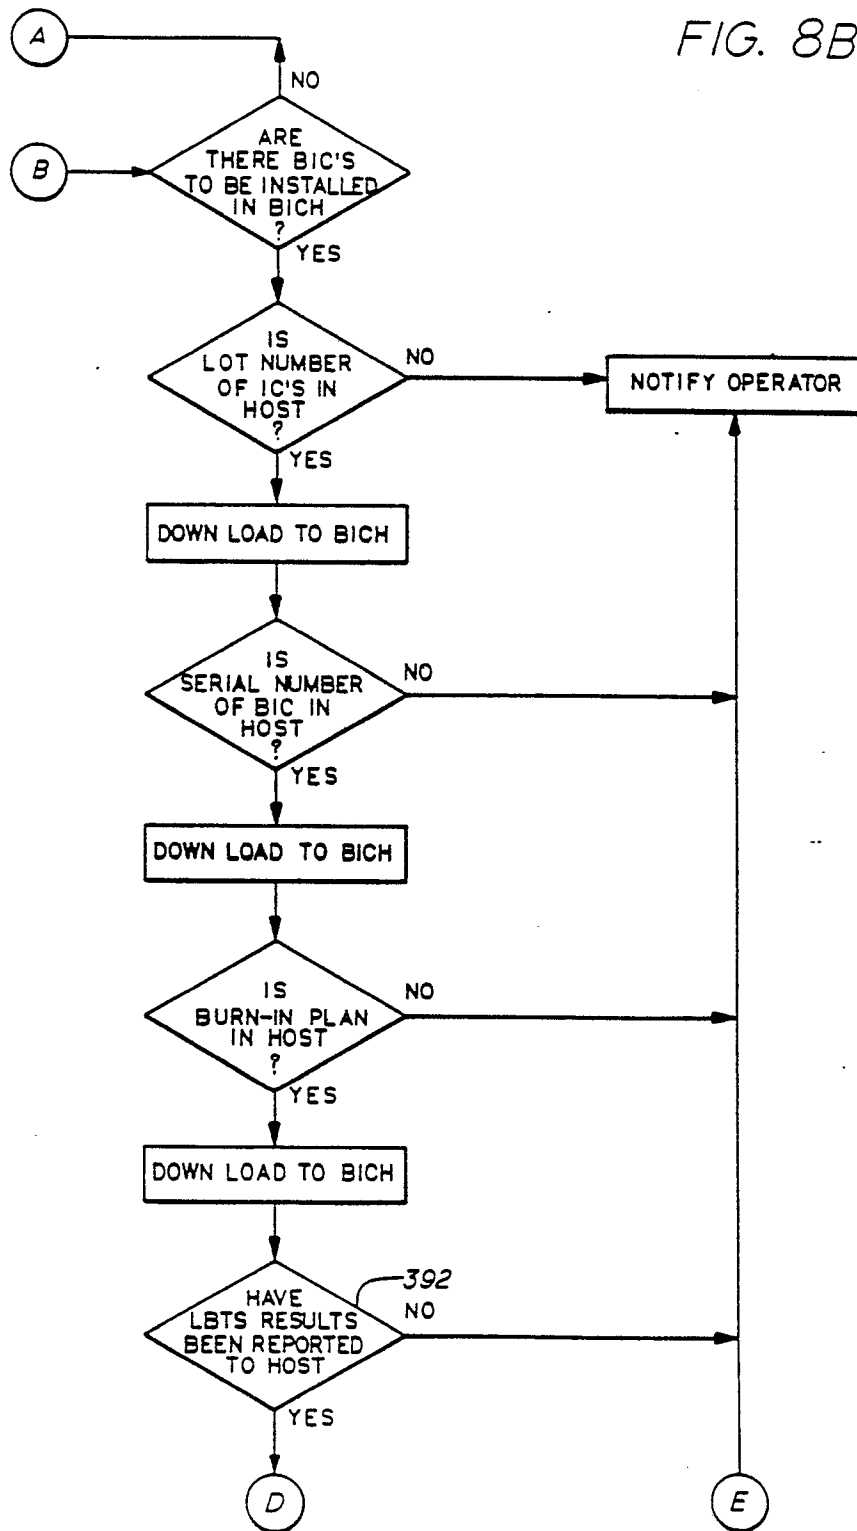 FIG. 8B
A
NO
B
ARE
THERE BIC'S
TO BE INSTALLED
IN BICH
?
YES
IS
LOT NUMBER
OF IC'S IN
HOST
?
NO
NOTIFY OPERATOR
YES
DOWN LOAD TO BICH
IS
SERIAL NUMBER
OF BIC IN
HOST
?
NO
YES
DOWN LOAD TO BICH
IS
BURN-IN PLAN
IN HOST
?
NO
YES
DOWN LOAD TO BICH
392
HAVE
LBTS RESULTS
BEEN REPORTED
TO HOST
NO
YES
D
E